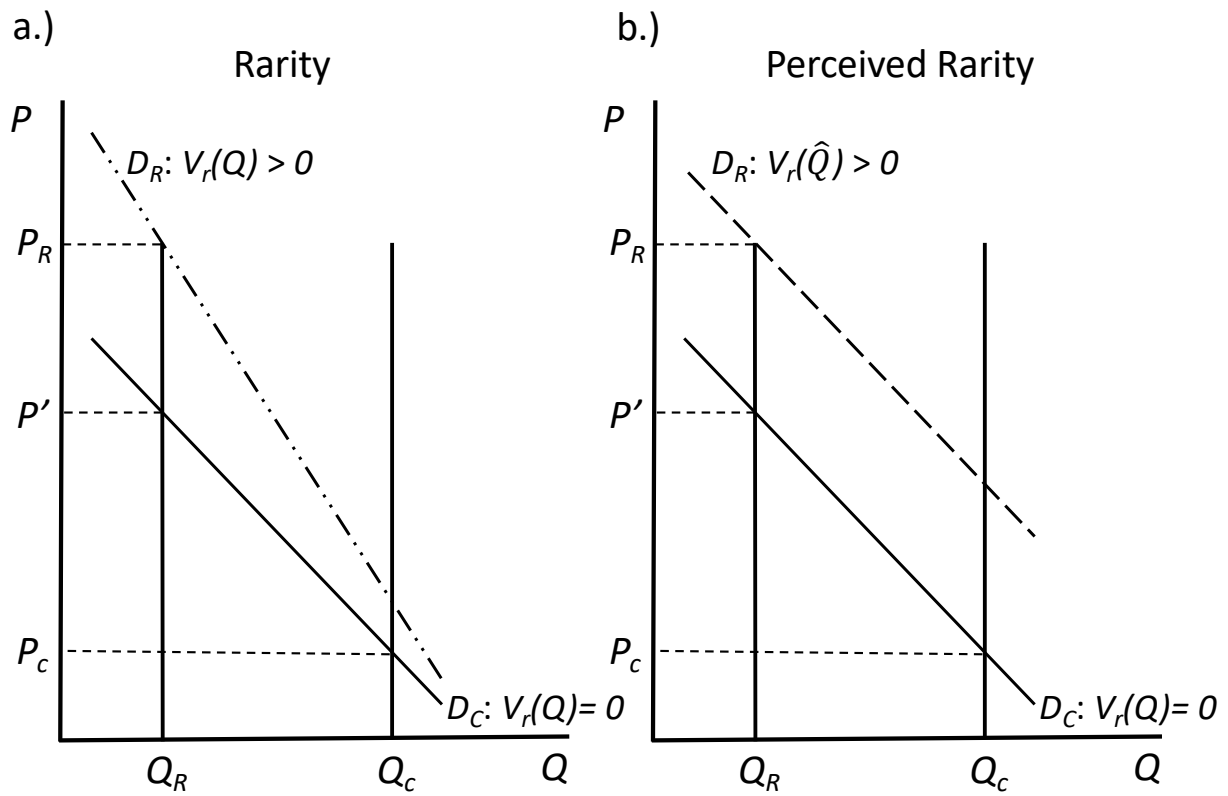 a.)
Rarity
P
D_R: V_r(Q) > 0
P_R
P’
P_c
D_C: V_r(Q)= 0
Q_R
Q_c
Q
b.)
Perceived Rarity
P
D_R: V_r(Q̂) > 0
P_R
P’
P_c
D_C: V_r(Q)= 0
Q_R
Q_c
Q